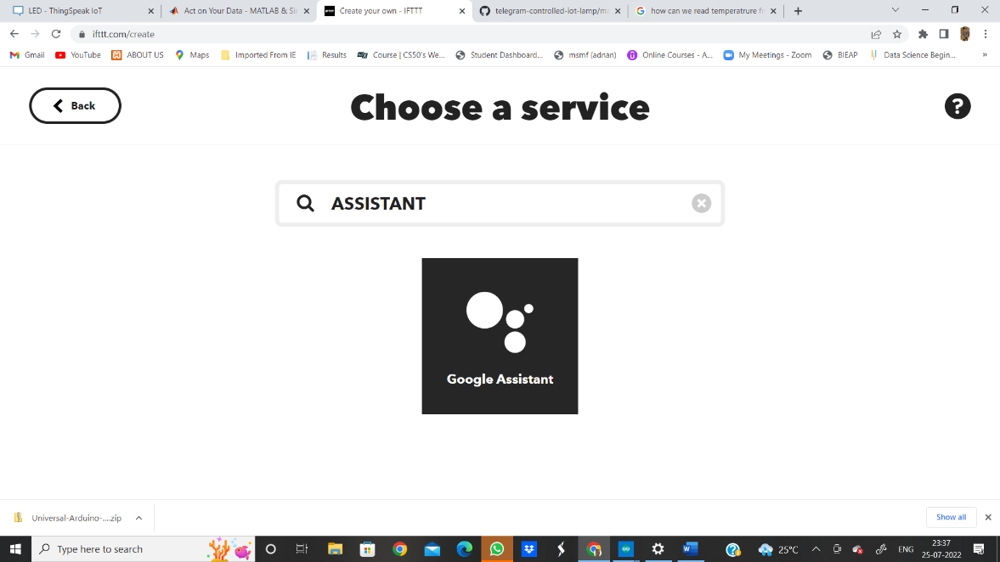 LED - ThingSpeak IoT
Act on Your Data - MATLAB & Sir
Create your own - IFTTT
telegram-controlled-iot-lamp/ma
how can we read temperatrure fr
ifttt.com/create
Gmail
YouTube
ABOUT US
Maps
Imported From IE
Results
Course | CS50's We...
Student Dashboard...
msmf (adnan)
Online Courses - A...
My Meetings - Zoom
BIEAP
Data Science Begin...
»
Back
Choose a service
?
ASSISTANT
Google Assistant
Universal-Arduino-....zip
Show all
Type here to search
25°C
ENG
23:37
25-07-2022